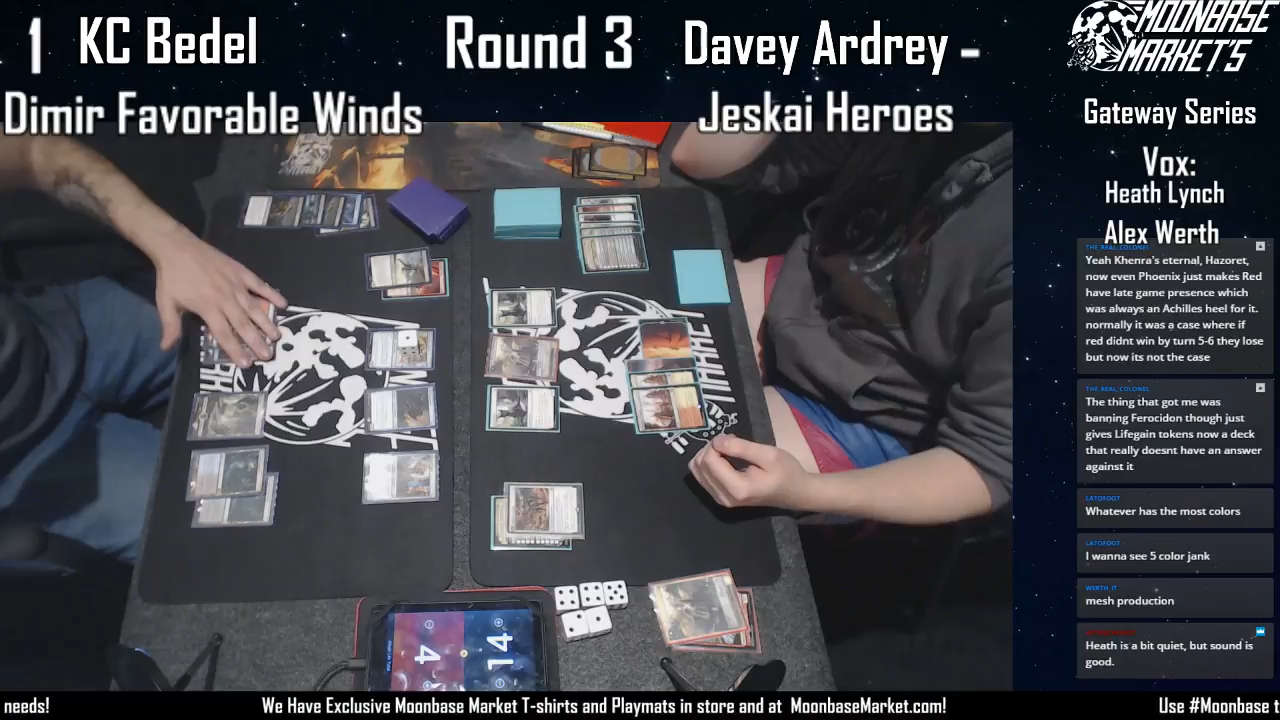 1 KC Bedel
Round 3
Davey Ardrey -
Dimir Favorable Winds
Jeskai Heroes
MOONBASE
MARKET'S
Gateway Series
Vox:
Heath Lynch
Alex Werth
THE_REAL_COLONEL
Yeah Khenra's eternal, Hazoret,
now even Phoenix just makes Red
have late game presence which
was always an Achilles heel for it.
normally it was a case where if
red didnt win by turn 5-6 they lose
but now its not the case
THE_REAL_COLONEL
The thing that got me was
banning Ferocidon though just
gives Lifegain tokens now a deck
that really doesnt have an answer
against it
LATOFOOT
Whatever has the most colors
LATOFOOT
I wanna see 5 color jank
WERTH_IT
mesh production
Heath is a bit quiet, but sound is
good.
4
14
needs!
We Have Exclusive Moonbase Market T-shirts and Playmats in store and at MoonbaseMarket.com!
Use #Moonbase t